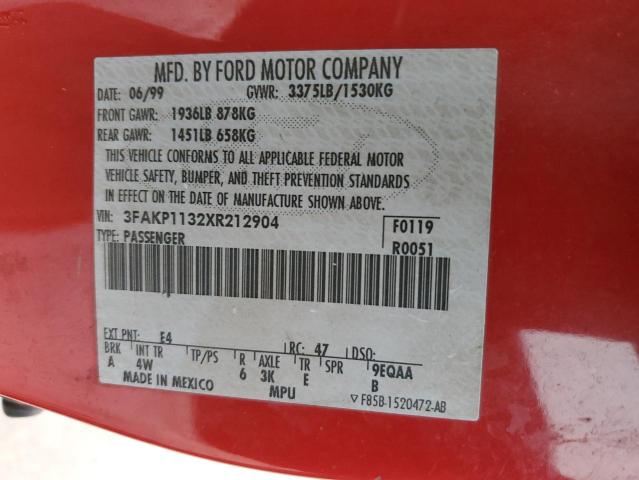 MFD. BY FORD MOTOR COMPANY
DATE: 06/99 GVWR: 3375LB/1530KG
FRONT GAWR: 1936LB 878KG
REAR GAWR: 1451LB 658KG
THIS VEHICLE CONFORMS TO ALL APPLICABLE FEDERAL MOTOR
VEHICLE SAFETY, BUMPER, AND THEFT PREVENTION STANDARDS
IN EFFECT ON THE DATE OF MANUFACTURE SHOWN ABOVE.
VIN: 3FAKP1132XR212904 F0119
TYPE: PASSENGER R0051
EXT PNT: E4 RC: 47 DSO:
BRK INT TR TP/PS R AXLE TR SPR 9EQAA
A 4W 6 3K E B
MADE IN MEXICO MPU
▽ F85B-1520472-AB